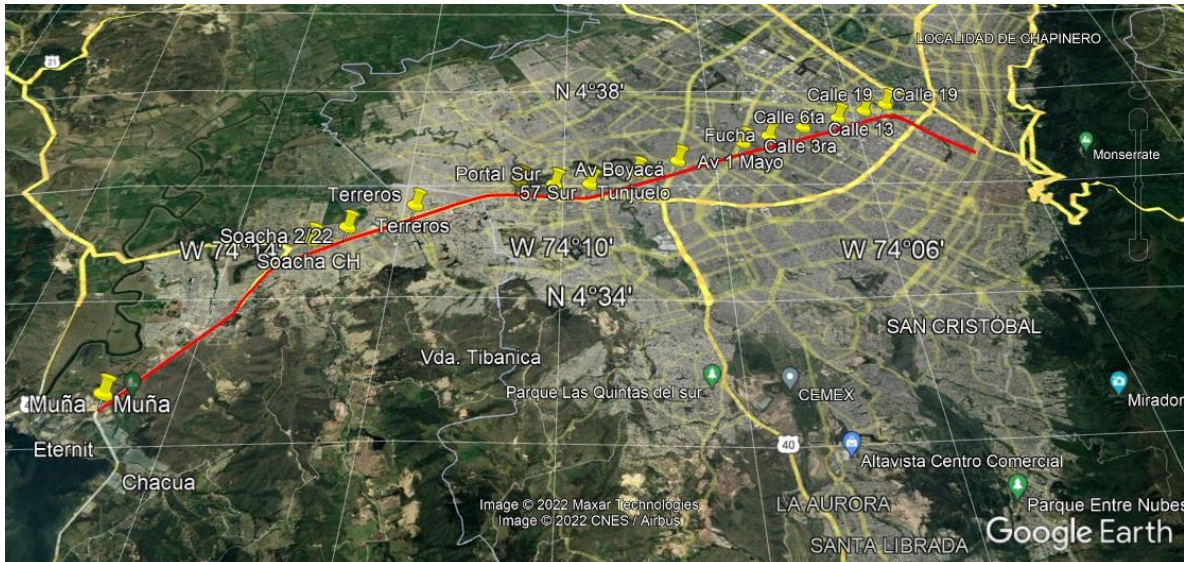 21
LOCALIDAD DE CHAPINERO
N 4°38'
Calle 19
Calle 19
Calle 6ta
Calle 13
Fucha
Calle 3ra
Monserrate
Portal Sur
Av Boyacá
Av 1 Mayo
Terreros
57 Sur
Tunjuelo
Terreros
Soacha 2/22
W 74°14'
W 74°10'
W 74°06'
Soacha CH
N 4°34'
SAN CRISTÓBAL
Vda. Tibanica
Parque Las Quintas del sur
CEMEX
Mirador
Muña
Muña
Eternit
40
Altavista Centro Comercial
Chacua
Image © 2022 Maxar Technologies
Image © 2022 CNES / Airbus
LA AURORA
Parque Entre Nubes
Google Earth
SANTA LIBRADA